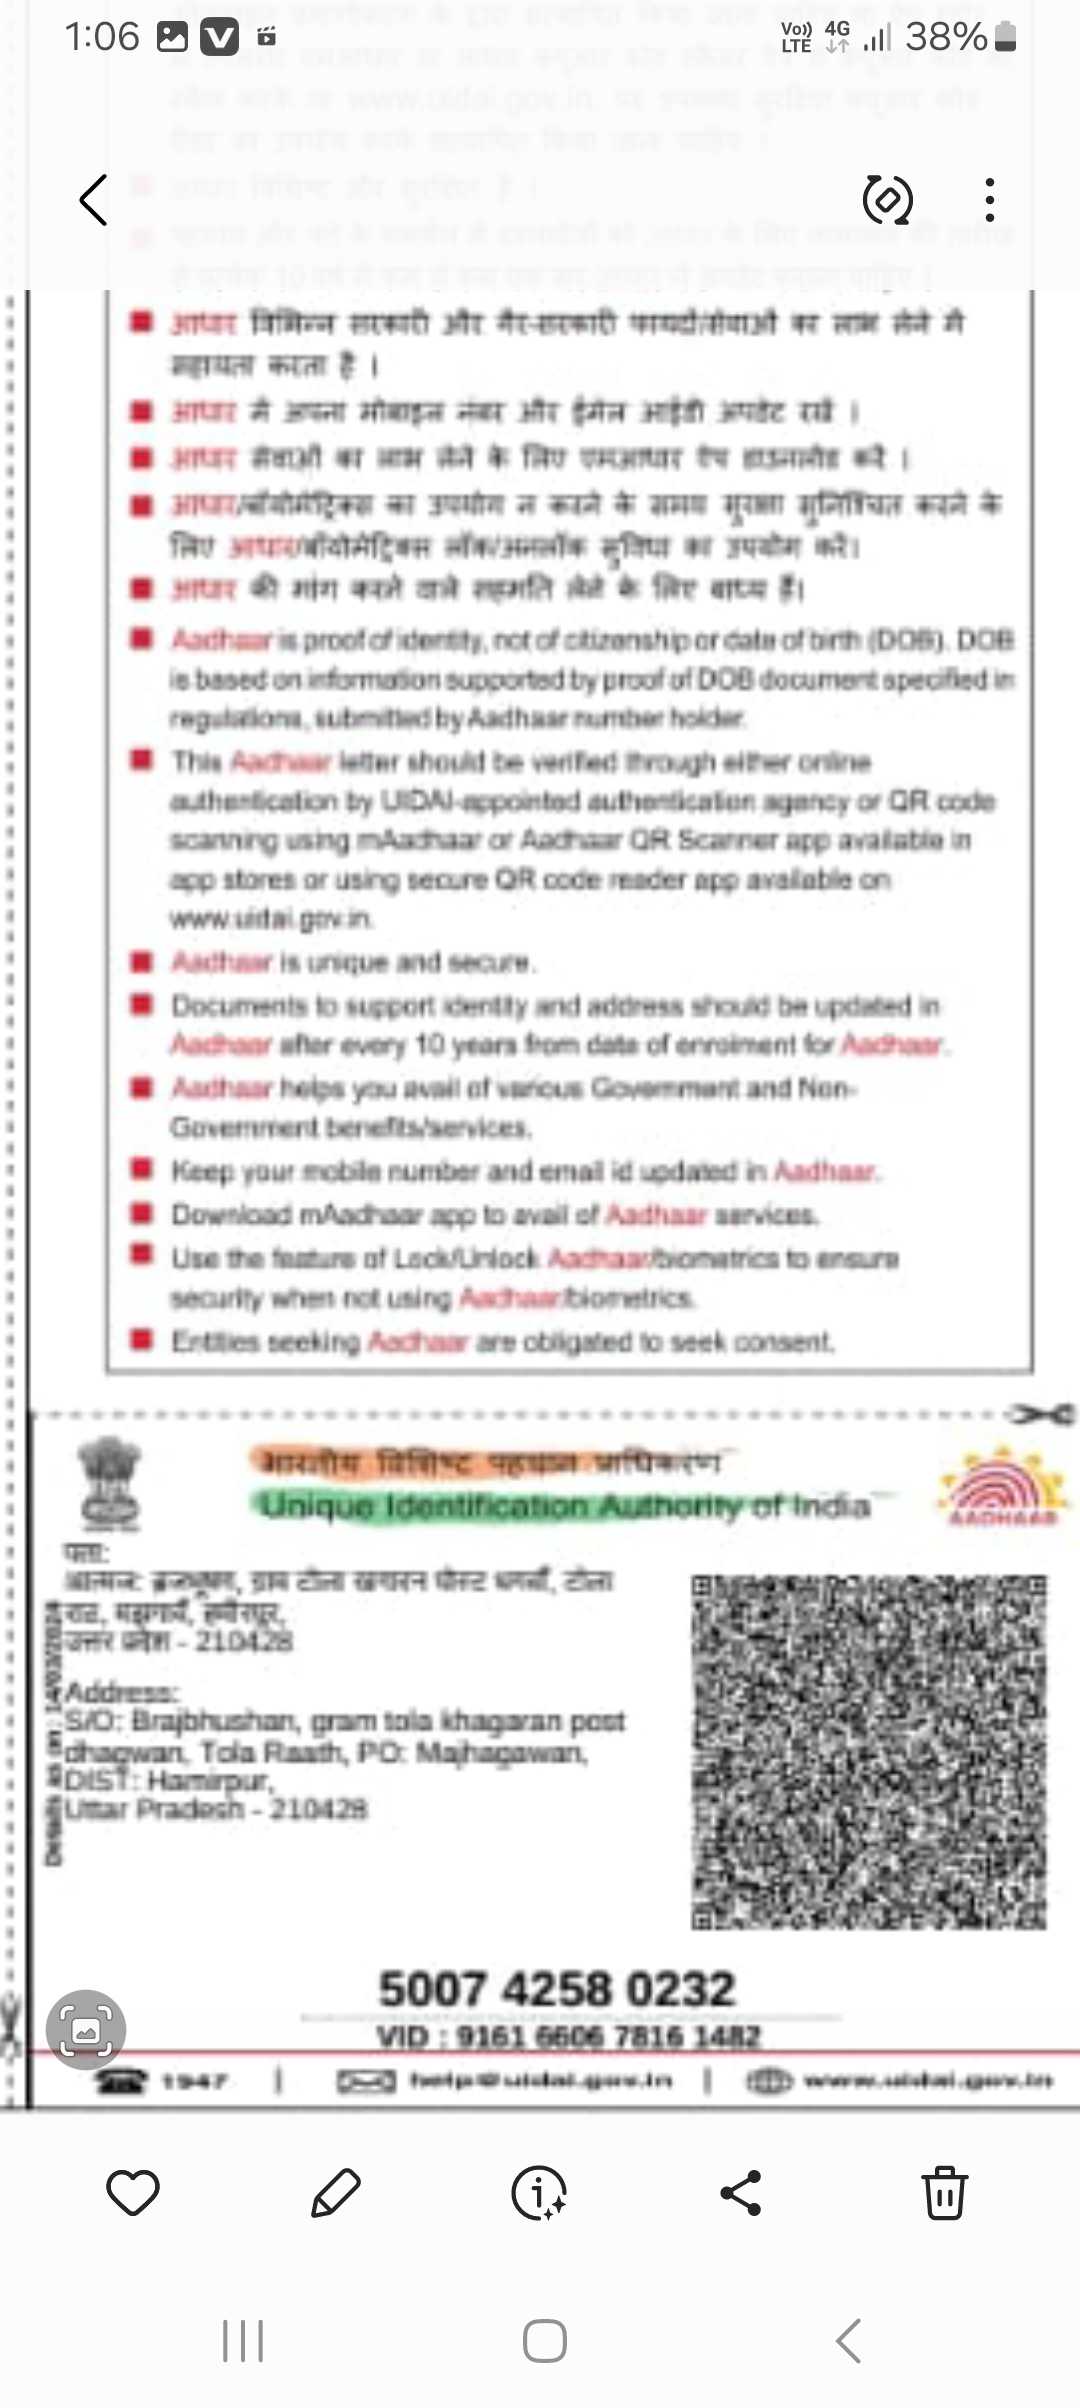 1:06
Vo)) LTE 4G 38%
आधार विभिन्न सरकारी और गैर-सरकारी फायदों/सेवाओं का लाभ लेने में
सहायता करता है ।
आधार में अपना मोबाइल नंबर और ईमेल आईडी अपडेट रखें ।
आधार सेवाओं का लाभ लेने के लिए एमआधार ऐप डाउनलोड करें ।
आधार/बॉयोमेट्रिक्स का उपयोग न करने के समय सुरक्षा सुनिश्चित करने के
लिए आधार/बॉयोमेट्रिक्स लॉक/अनलॉक सुविधा का उपयोग करें।
आधार की मांग करने वाले सहमति लेने के लिए बाध्य हैं।
Aadhaar is proof of identity, not of citizenship or date of birth (DOB). DOB
is based on information supported by proof of DOB document specified in
regulations, submitted by Aadhaar number holder.
This Aadhaar letter should be verified through either online
authentication by UIDAI-appointed authentication agency or QR code
scanning using mAadhaar or Aadhaar QR Scanner app available in
app stores or using secure QR code reader app available on
www.uidai.gov.in.
Aadhaar is unique and secure.
Documents to support identity and address should be updated in
Aadhaar after every 10 years from date of enrolment for Aadhaar.
Aadhaar helps you avail of various Government and Non-
Government benefits/services.
Keep your mobile number and email id updated in Aadhaar.
Download mAadhaar app to avail of Aadhaar services.
Use the feature of Lock/Unlock Aadhaar/biometrics to ensure
security when not using Aadhaar/biometrics.
Entities seeking Aadhaar are obligated to seek consent.
भारतीय विशिष्ट पहचान प्राधिकरण
Unique Identification Authority of India
AADHAAR
पता:
आत्मज: ब्रजभूषण, ग्राम टोला खगारन पोस्ट धगवाँ, टोला
राठ, मझगवाँ, हमीरपुर,
उत्तर प्रदेश - 210428
Address:
S/O: Brajbhushan, gram tola khagaran post
dhagwan, Tola Raath, PO: Majhagawan,
DIST: Hamirpur,
Uttar Pradesh - 210428
Details as on: 14/03/2024
5007 4258 0232
VID : 9161 6606 7816 1482
1947 | help@uidai.gov.in | www.uidai.gov.in